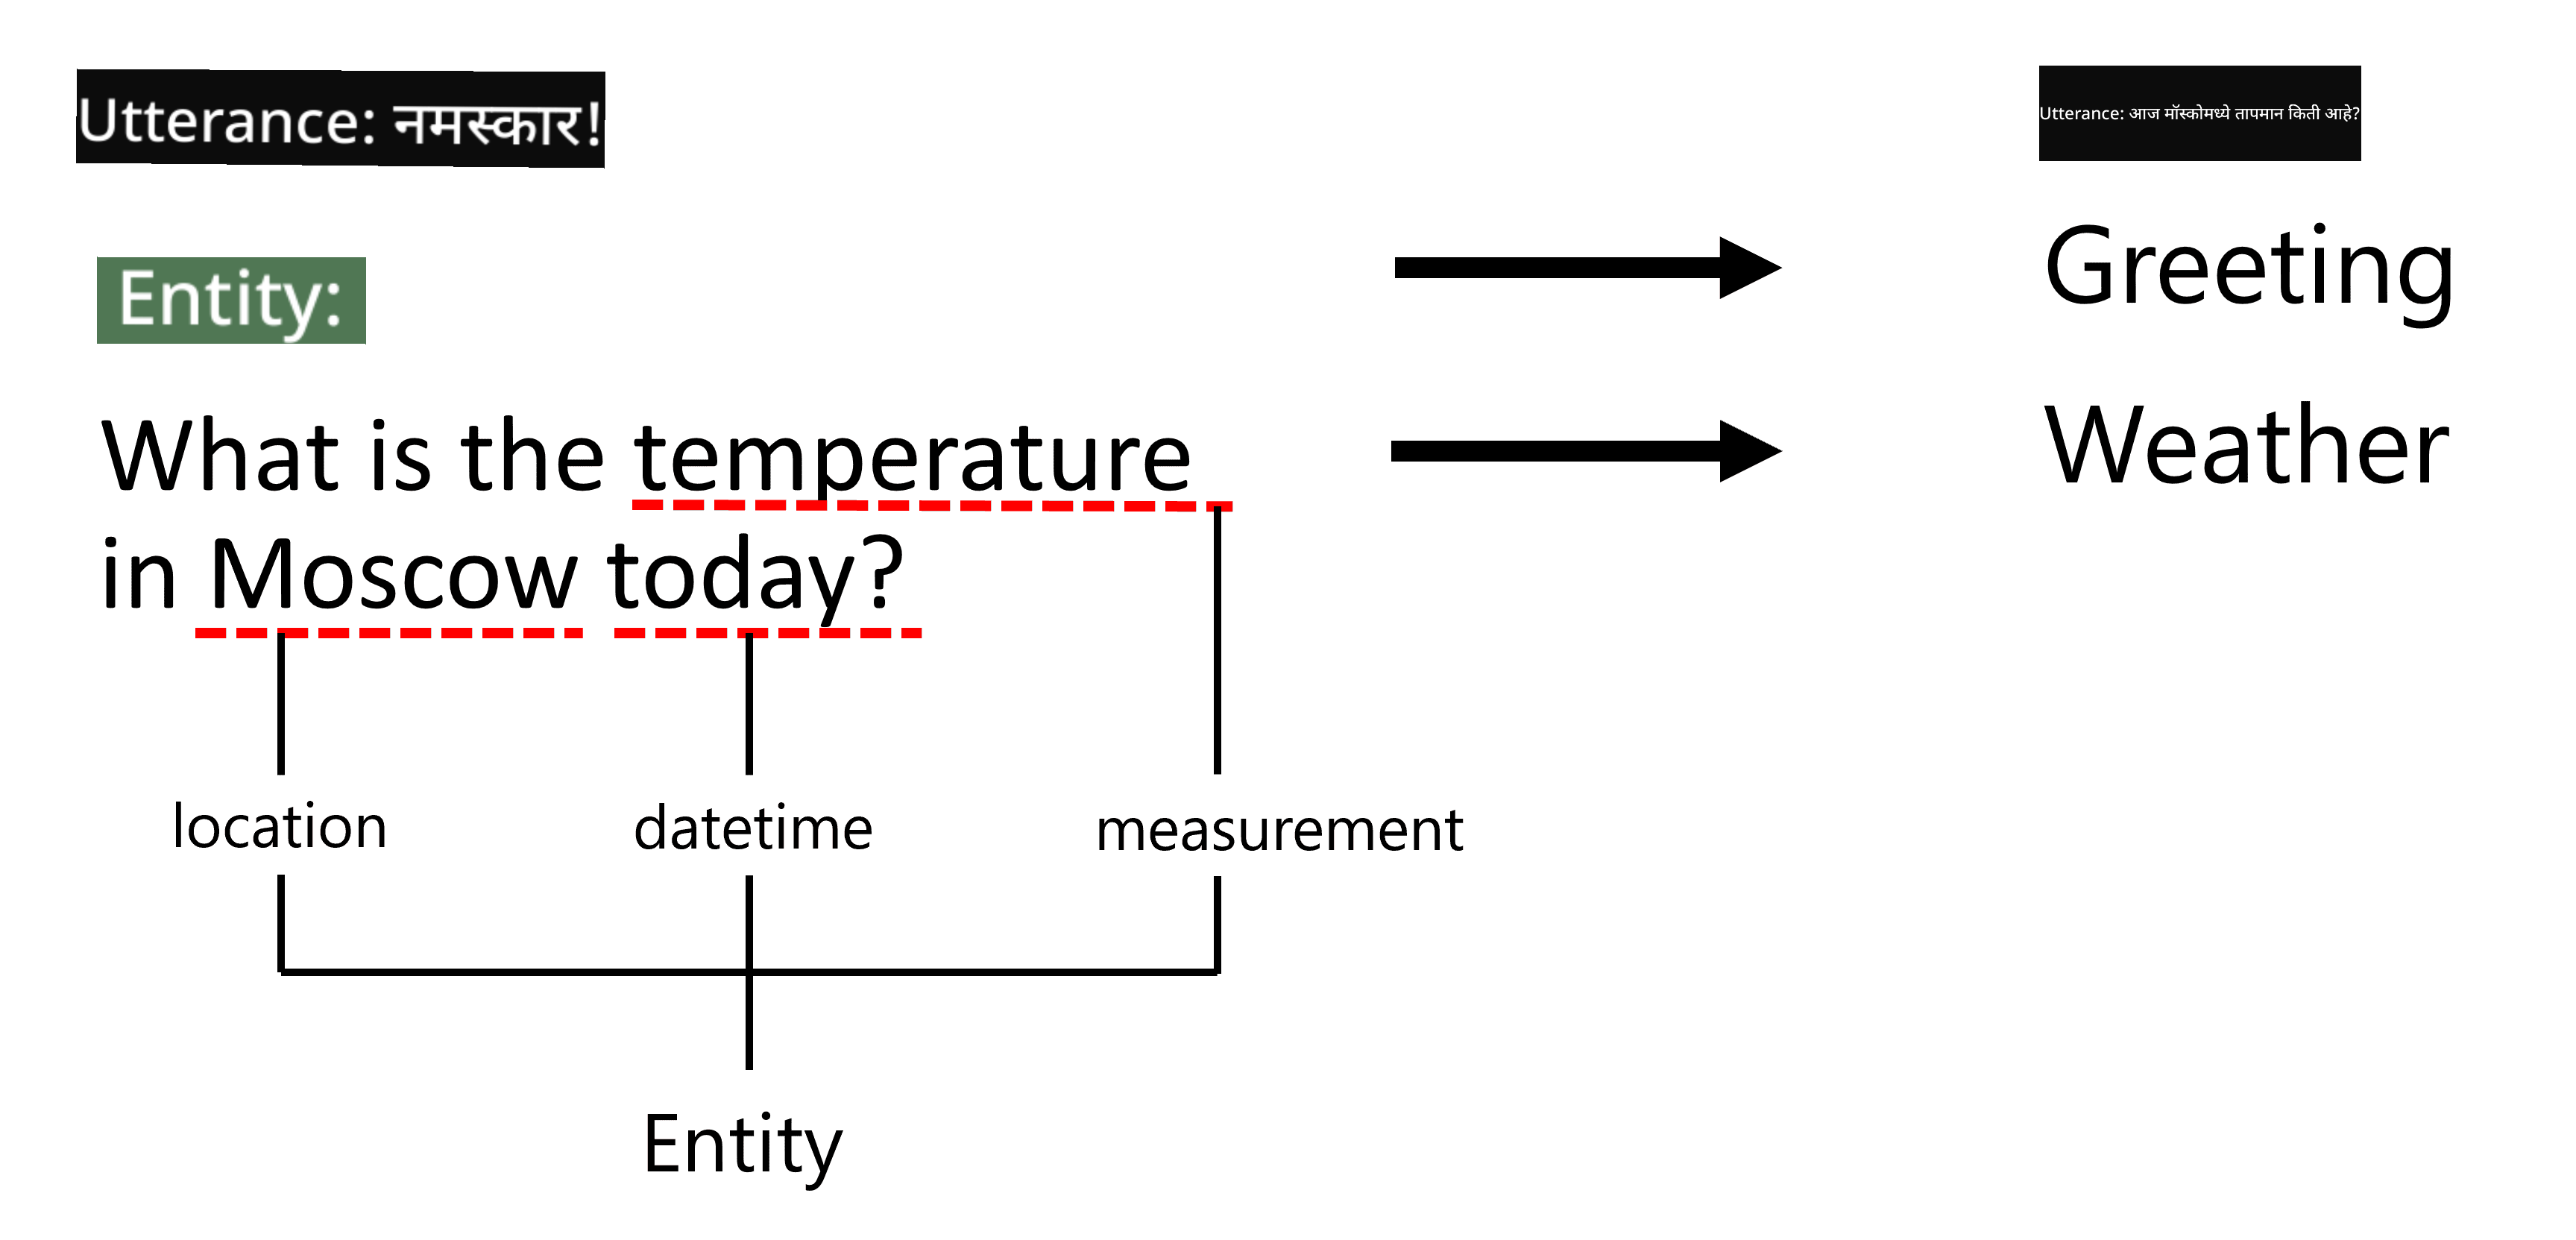 Utterance: नमस्कार!
Utterance: आज मॉस्कोमध्ये तापमान किती आहे?
Entity:
Greeting
What is the temperature
in Moscow today?
Weather
location
datetime
measurement
Entity